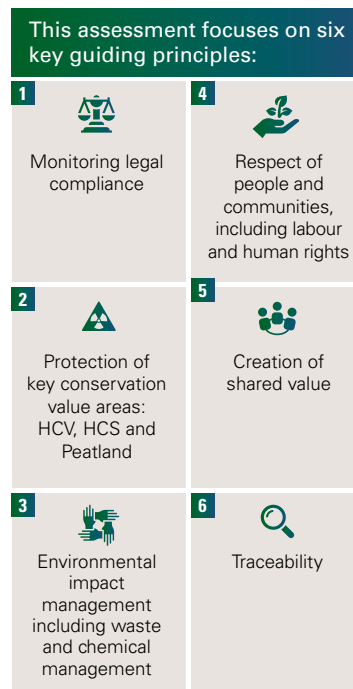 This assessment focuses on six
key guiding principles:
1
Monitoring legal
compliance
2
Protection of
key conservation
value areas:
HCV, HCS and
Peatland
3
Environmental
impact
management
including waste
and chemical
management
4
Respect of
people and
communities,
including labour
and human rights
5
Creation of
shared value
6
Traceability